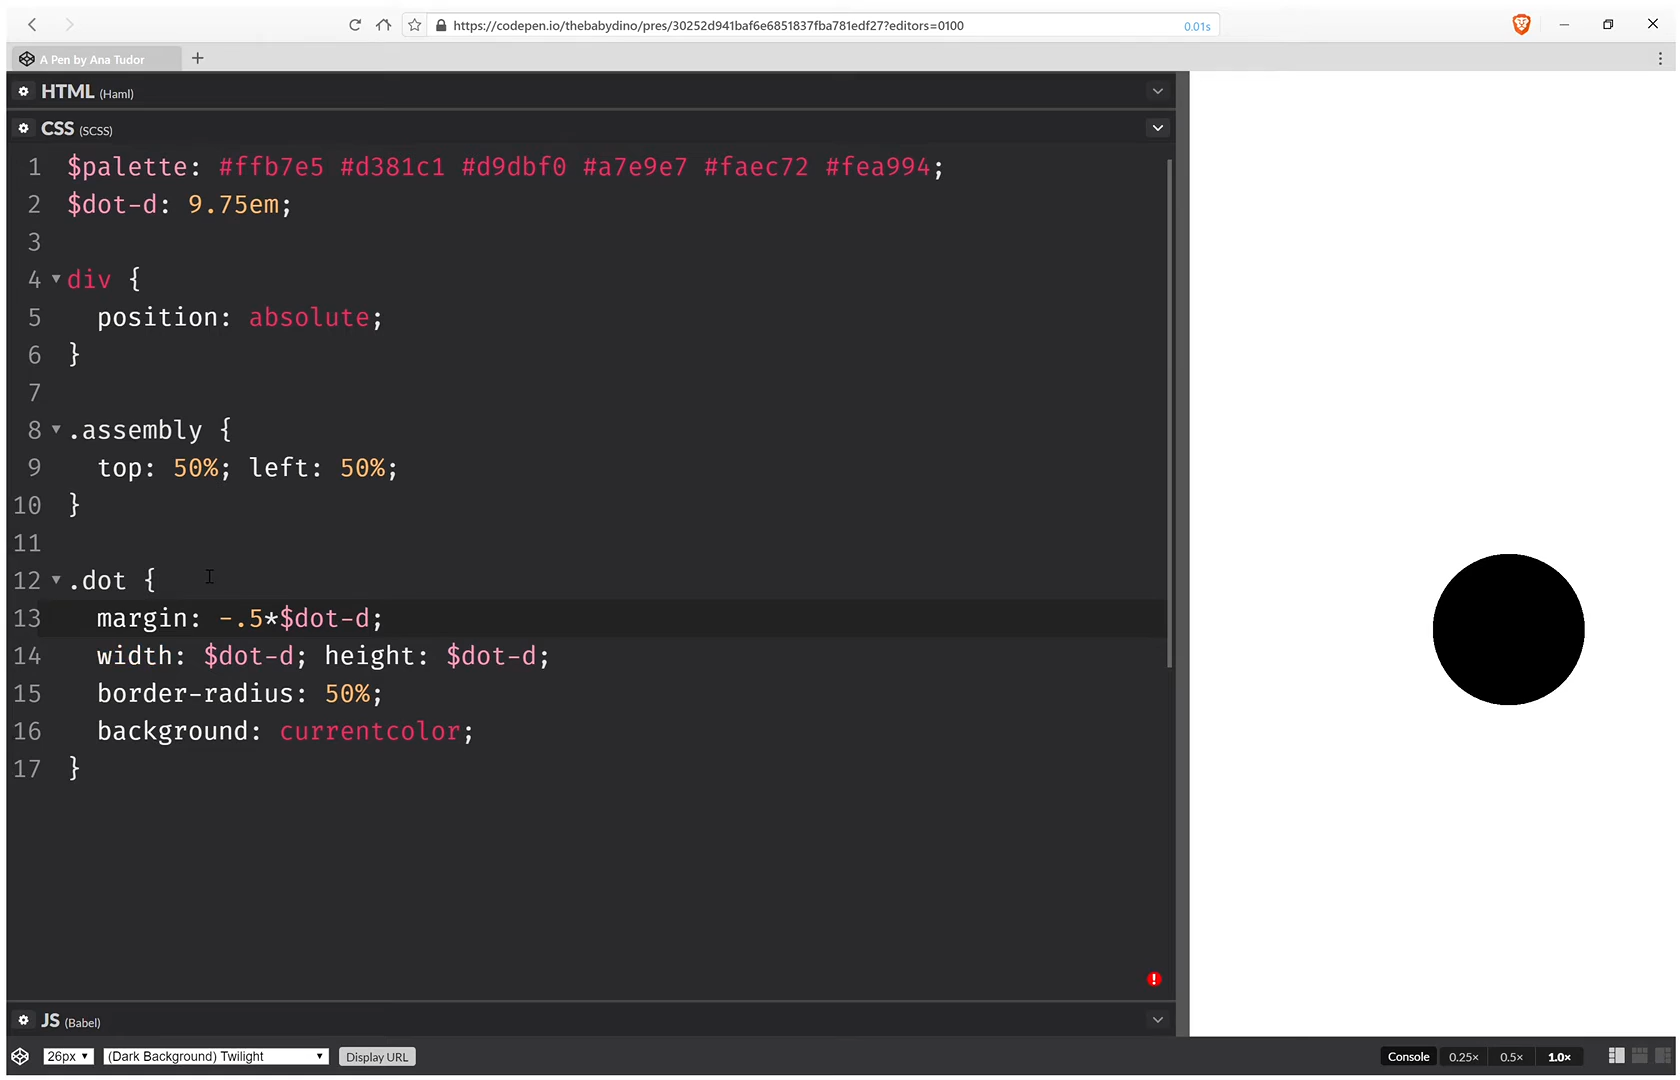 https://codepen.io/thebabydino/pres/30252d941baf6e6851837fba781edf27?editors=0100
0.01s
A Pen by Ana Tudor
HTML (Haml)
CSS (SCSS)
1 $palette: #ffb7e5 #d381c1 #d9dbf0 #a7e9e7 #faec72 #fea994;
2 $dot-d: 9.75em;
3
4 div {
5 position: absolute;
6 }
7
8 .assembly {
9 top: 50%; left: 50%;
10 }
11
12 .dot {
13 margin: -.5*$dot-d;
14 width: $dot-d; height: $dot-d;
15 border-radius: 50%;
16 background: currentcolor;
17 }
JS (Babel)
26px (Dark Background) Twilight Display URL Console 0.25× 0.5× 1.0×